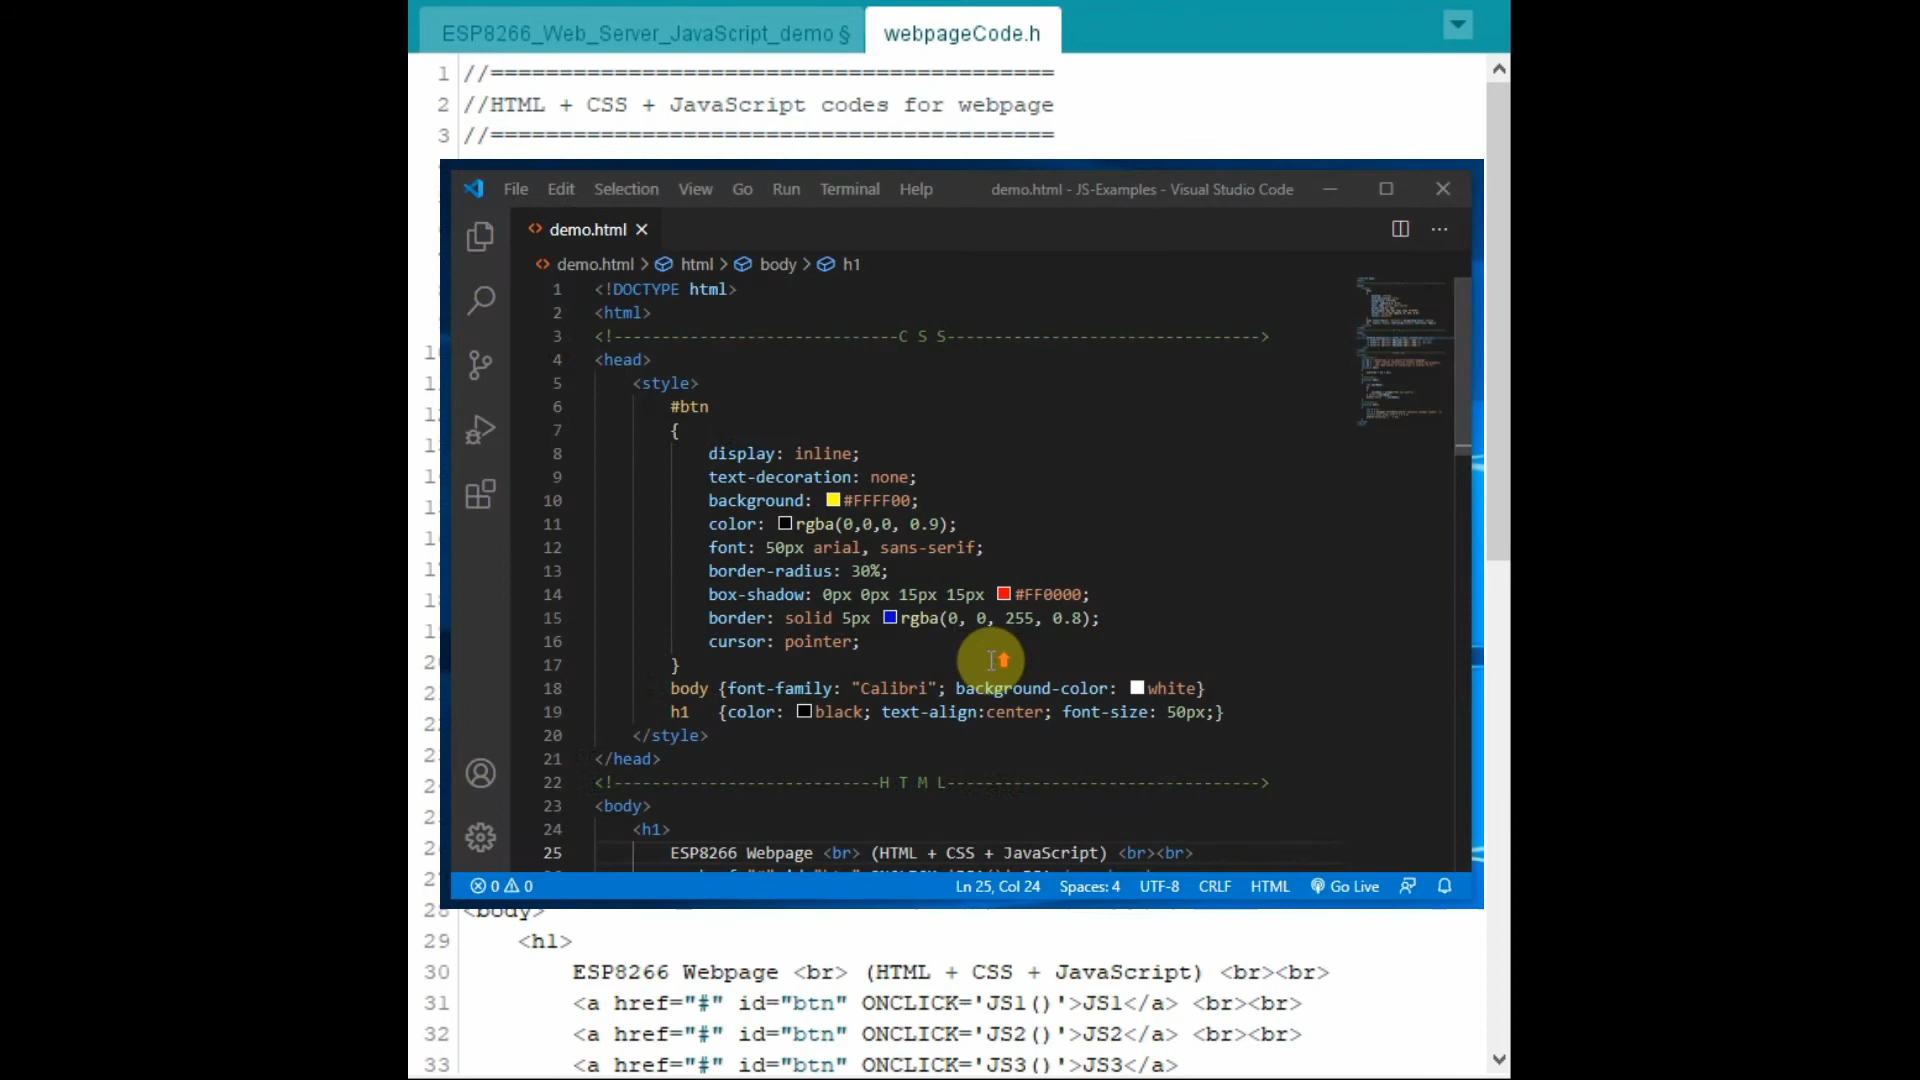 ESP8266_Web_Server_JavaScript_demo §
webpageCode.h
1 //=========================================
2 //HTML + CSS + JavaScript codes for webpage
3 //=========================================
File Edit Selection View Go Run Terminal Help
demo.html - JS-Examples - Visual Studio Code
demo.html
demo.html > html > body > h1
1 <!DOCTYPE html>
2 <html>
3 <!------------------------------C S S--------------------------------->
4 <head>
5 <style>
6 #btn
7 {
8 display: inline;
9 text-decoration: none;
10 background: #FFFF00;
11 color: rgba(0,0,0, 0.9);
12 font: 50px arial, sans-serif;
13 border-radius: 30%;
14 box-shadow: 0px 0px 15px 15px #FF0000;
15 border: solid 5px rgba(0, 0, 255, 0.8);
16 cursor: pointer;
17 }
18 body {font-family: "Calibri"; background-color: white}
19 h1 {color: black; text-align:center; font-size: 50px;}
20 </style>
21 </head>
22 <!----------------------------H T M L--------------------------------->
23 <body>
24 <h1>
25 ESP8266 Webpage <br> (HTML + CSS + JavaScript) <br><br>
0 0
Ln 25, Col 24 Spaces: 4 UTF-8 CRLF HTML Go Live
28 <body>
29 <h1>
30 ESP8266 Webpage <br> (HTML + CSS + JavaScript) <br><br>
31 <a href="#" id="btn" ONCLICK='JS1()'>JS1</a> <br><br>
32 <a href="#" id="btn" ONCLICK='JS2()'>JS2</a> <br><br>
33 <a href="#" id="btn" ONCLICK='JS3()'>JS3</a>